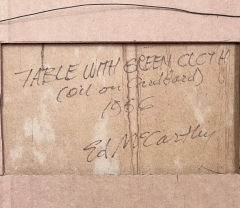 TABLE WITH GREEN CLOTH
(oil on Cardboard)
1956
Ed McCarthy